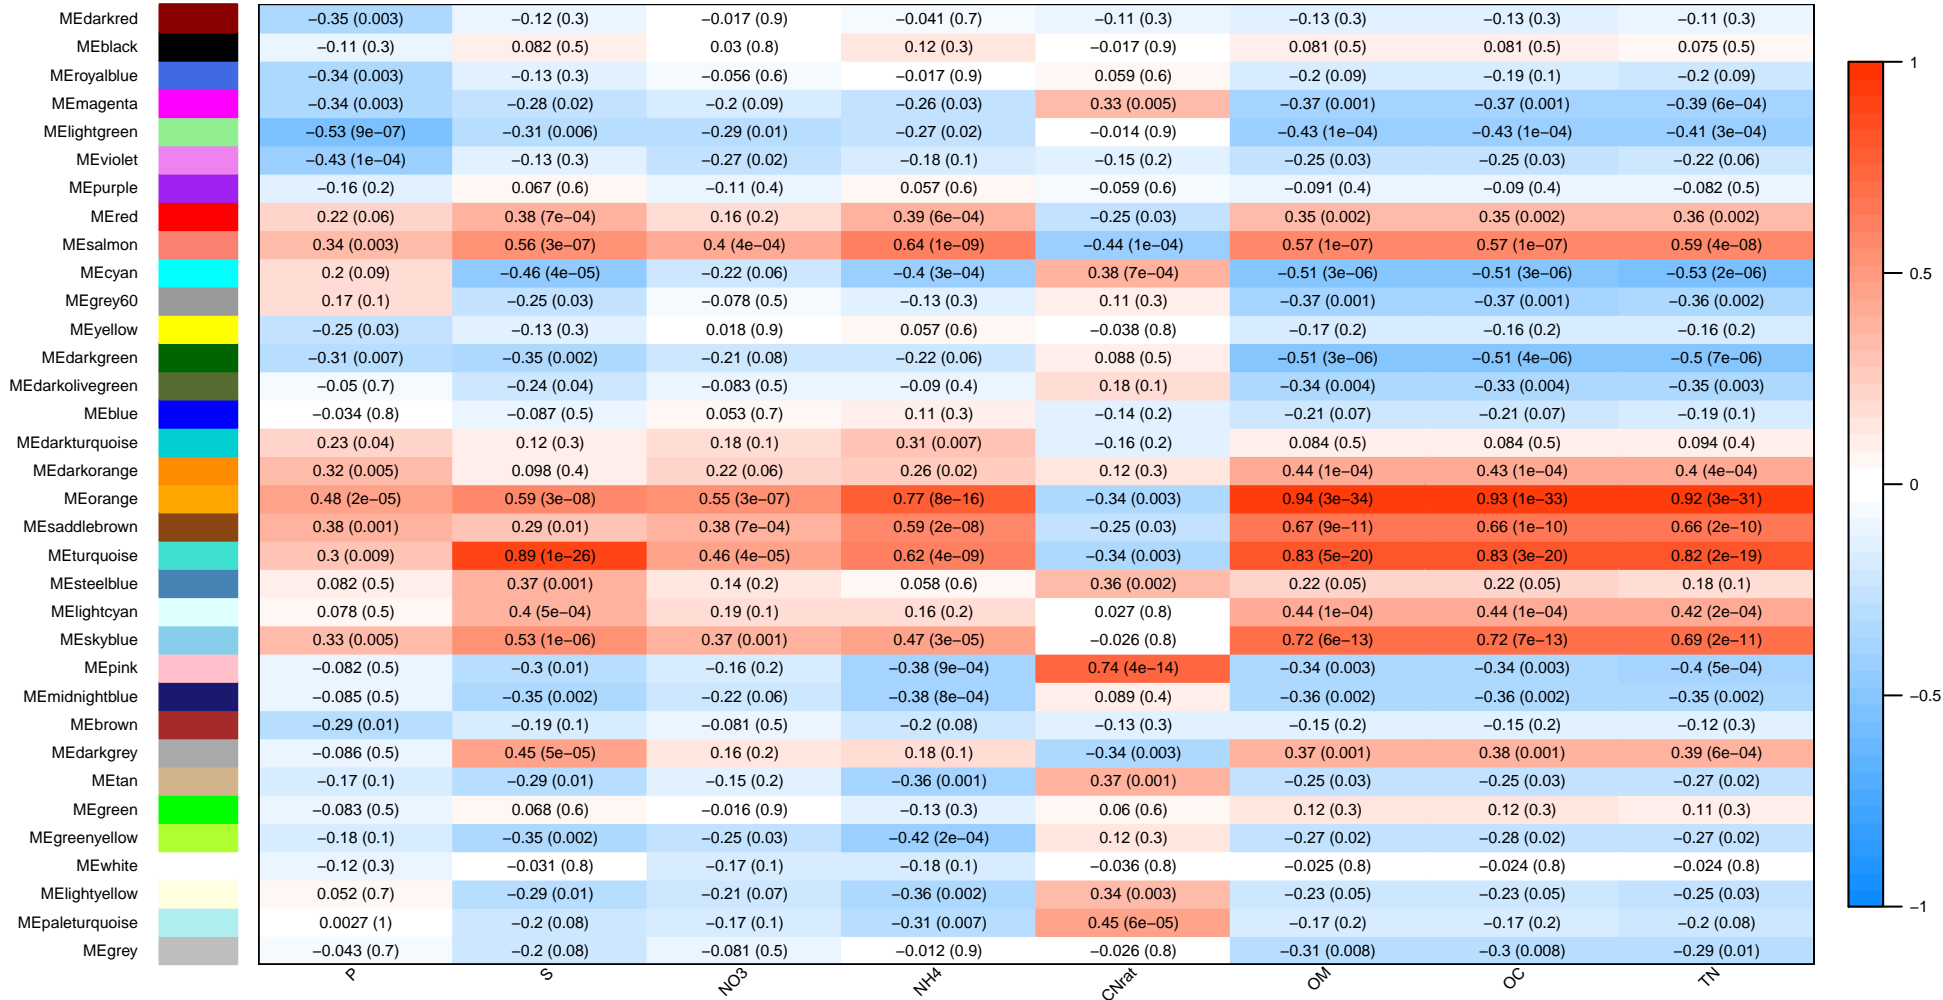 MEdarkred −0.35 (0.003) −0.12 (0.3) −0.017 (0.9) −0.041 (0.7) −0.11 (0.3) −0.13 (0.3) −0.13 (0.3) −0.11 (0.3)
MEblack −0.11 (0.3) 0.082 (0.5) 0.03 (0.8) 0.12 (0.3) −0.017 (0.9) 0.081 (0.5) 0.081 (0.5) 0.075 (0.5)
MEroyalblue −0.34 (0.003) −0.13 (0.3) −0.056 (0.6) −0.017 (0.9) 0.059 (0.6) −0.2 (0.09) −0.19 (0.1) −0.2 (0.09)
1
MEmagenta −0.34 (0.003) −0.28 (0.02) −0.2 (0.09) −0.26 (0.03) 0.33 (0.005) −0.37 (0.001) −0.37 (0.001) −0.39 (6e−04)
MElightgreen −0.53 (9e−07) −0.31 (0.006) −0.29 (0.01) −0.27 (0.02) −0.014 (0.9) −0.43 (1e−04) −0.43 (1e−04) −0.41 (3e−04)
MEviolet −0.43 (1e−04) −0.13 (0.3) −0.27 (0.02) −0.18 (0.1) −0.15 (0.2) −0.25 (0.03) −0.25 (0.03) −0.22 (0.06)
MEpurple −0.16 (0.2) 0.067 (0.6) −0.11 (0.4) 0.057 (0.6) −0.059 (0.6) −0.091 (0.4) −0.09 (0.4) −0.082 (0.5)
MEred 0.22 (0.06) 0.38 (7e−04) 0.16 (0.2) 0.39 (6e−04) −0.25 (0.03) 0.35 (0.002) 0.35 (0.002) 0.36 (0.002)
MEsalmon 0.34 (0.003) 0.56 (3e−07) 0.4 (4e−04) 0.64 (1e−09) −0.44 (1e−04) 0.57 (1e−07) 0.57 (1e−07) 0.59 (4e−08)
MEcyan 0.2 (0.09) −0.46 (4e−05) −0.22 (0.06) −0.4 (3e−04) 0.38 (7e−04) −0.51 (3e−06) −0.51 (3e−06) −0.53 (2e−06)
0.5
MEgrey60 0.17 (0.1) −0.25 (0.03) −0.078 (0.5) −0.13 (0.3) 0.11 (0.3) −0.37 (0.001) −0.37 (0.001) −0.36 (0.002)
MEyellow −0.25 (0.03) −0.13 (0.3) 0.018 (0.9) 0.057 (0.6) −0.038 (0.8) −0.17 (0.2) −0.16 (0.2) −0.16 (0.2)
MEdarkgreen −0.31 (0.007) −0.35 (0.002) −0.21 (0.08) −0.22 (0.06) 0.088 (0.5) −0.51 (3e−06) −0.51 (4e−06) −0.5 (7e−06)
MEdarkolivegreen −0.05 (0.7) −0.24 (0.04) −0.083 (0.5) −0.09 (0.4) 0.18 (0.1) −0.34 (0.004) −0.33 (0.004) −0.35 (0.003)
MEblue −0.034 (0.8) −0.087 (0.5) 0.053 (0.7) 0.11 (0.3) −0.14 (0.2) −0.21 (0.07) −0.21 (0.07) −0.19 (0.1)
MEdarkturquoise 0.23 (0.04) 0.12 (0.3) 0.18 (0.1) 0.31 (0.007) −0.16 (0.2) 0.084 (0.5) 0.084 (0.5) 0.094 (0.4)
MEdarkorange 0.32 (0.005) 0.098 (0.4) 0.22 (0.06) 0.26 (0.02) 0.12 (0.3) 0.44 (1e−04) 0.43 (1e−04) 0.4 (4e−04)
0
MEorange 0.48 (2e−05) 0.59 (3e−08) 0.55 (3e−07) 0.77 (8e−16) −0.34 (0.003) 0.94 (3e−34) 0.93 (1e−33) 0.92 (3e−31)
MEsaddlebrown 0.38 (0.001) 0.29 (0.01) 0.38 (7e−04) 0.59 (2e−08) −0.25 (0.03) 0.67 (9e−11) 0.66 (1e−10) 0.66 (2e−10)
MEturquoise 0.3 (0.009) 0.89 (1e−26) 0.46 (4e−05) 0.62 (4e−09) −0.34 (0.003) 0.83 (5e−20) 0.83 (3e−20) 0.82 (2e−19)
MEsteelblue 0.082 (0.5) 0.37 (0.001) 0.14 (0.2) 0.058 (0.6) 0.36 (0.002) 0.22 (0.05) 0.22 (0.05) 0.18 (0.1)
MElightcyan 0.078 (0.5) 0.4 (5e−04) 0.19 (0.1) 0.16 (0.2) 0.027 (0.8) 0.44 (1e−04) 0.44 (1e−04) 0.42 (2e−04)
MEskyblue 0.33 (0.005) 0.53 (1e−06) 0.37 (0.001) 0.47 (3e−05) −0.026 (0.8) 0.72 (6e−13) 0.72 (7e−13) 0.69 (2e−11)
MEpink −0.082 (0.5) −0.3 (0.01) −0.16 (0.2) −0.38 (9e−04) 0.74 (4e−14) −0.34 (0.003) −0.34 (0.003) −0.4 (5e−04)
MEmidnightblue −0.085 (0.5) −0.35 (0.002) −0.22 (0.06) −0.38 (8e−04) 0.089 (0.4) −0.36 (0.002) −0.36 (0.002) −0.35 (0.002)
−0.5
MEbrown −0.29 (0.01) −0.19 (0.1) −0.081 (0.5) −0.2 (0.08) −0.13 (0.3) −0.15 (0.2) −0.15 (0.2) −0.12 (0.3)
MEdarkgrey −0.086 (0.5) 0.45 (5e−05) 0.16 (0.2) 0.18 (0.1) −0.34 (0.003) 0.37 (0.001) 0.38 (0.001) 0.39 (6e−04)
MEtan −0.17 (0.1) −0.29 (0.01) −0.15 (0.2) −0.36 (0.001) 0.37 (0.001) −0.25 (0.03) −0.25 (0.03) −0.27 (0.02)
MEgreen −0.083 (0.5) 0.068 (0.6) −0.016 (0.9) −0.13 (0.3) 0.06 (0.6) 0.12 (0.3) 0.12 (0.3) 0.11 (0.3)
MEgreenyellow −0.18 (0.1) −0.35 (0.002) −0.25 (0.03) −0.42 (2e−04) 0.12 (0.3) −0.27 (0.02) −0.28 (0.02) −0.27 (0.02)
MEwhite −0.12 (0.3) −0.031 (0.8) −0.17 (0.1) −0.18 (0.1) −0.036 (0.8) −0.025 (0.8) −0.024 (0.8) −0.024 (0.8)
MElightyellow 0.052 (0.7) −0.29 (0.01) −0.21 (0.07) −0.36 (0.002) 0.34 (0.003) −0.23 (0.05) −0.23 (0.05) −0.25 (0.03)
−1
MEpaleturquoise 0.0027 (1) −0.2 (0.08) −0.17 (0.1) −0.31 (0.007) 0.45 (6e−05) −0.17 (0.2) −0.17 (0.2) −0.2 (0.08)
MEgrey −0.043 (0.7) −0.2 (0.08) −0.081 (0.5) −0.012 (0.9) −0.026 (0.8) −0.31 (0.008) −0.3 (0.008) −0.29 (0.01)
P S NO3 NH4 CNrat OM OC TN